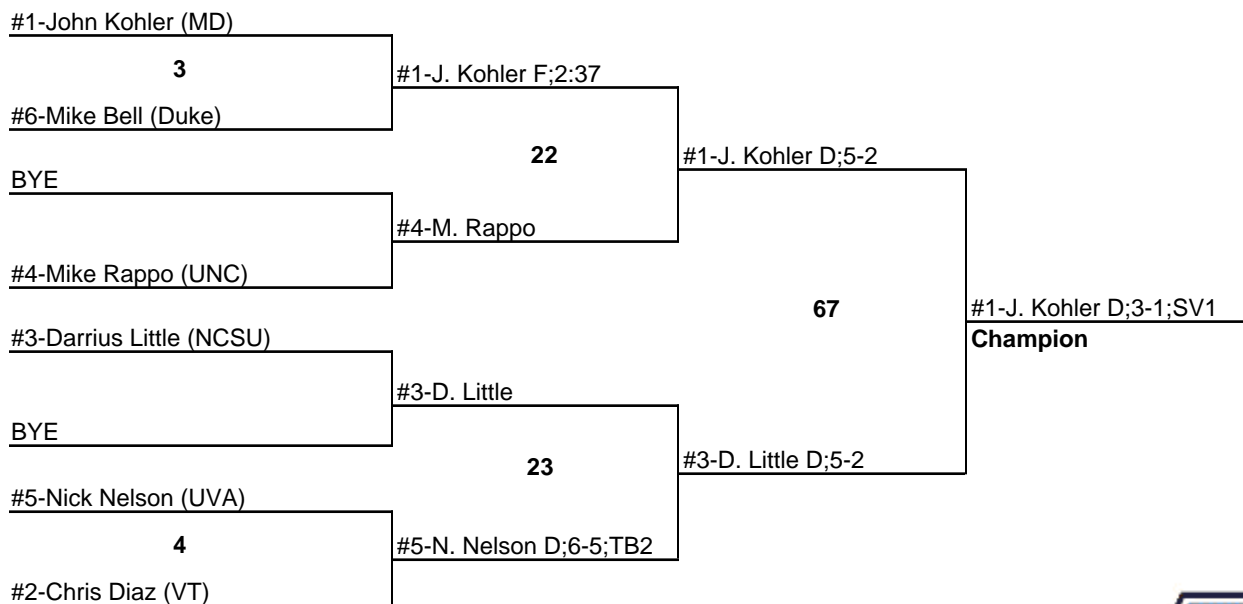 #1-John Kohler (MD)
3
#1-J. Kohler F;2:37
#6-Mike Bell (Duke)
22
#1-J. Kohler D;5-2
BYE
#4-M. Rappo
#4-Mike Rappo (UNC)
67
#1-J. Kohler D;3-1;SV1
Champion
#3-Darrius Little (NCSU)
#3-D. Little
BYE
23
#3-D. Little D;5-2
#5-Nick Nelson (UVA)
4
#5-N. Nelson D;6-5;TB2
#2-Chris Diaz (VT)